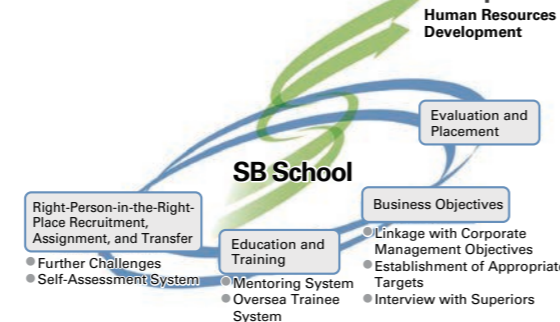 Human Resources
Development
Evaluation and
Placement
SB School
Right-Person-in-the-Right-
Place Recruitment,
Assignment, and Transfer
● Further Challenges
● Self-Assessment System
Education and
Training
● Mentoring System
● Oversea Trainee
System
Business Objectives
● Linkage with Corporate
Management Objectives
● Establishment of Appropriate
Targets
● Interview with Superiors